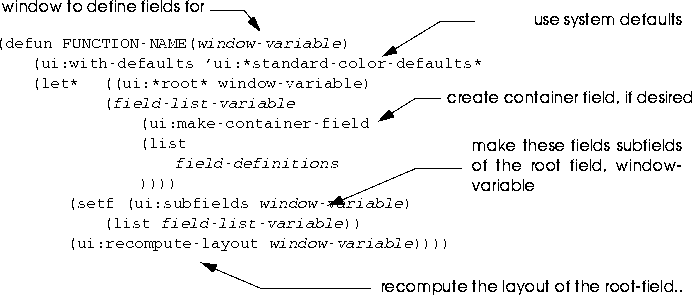 window to define fields for
use system defaults
(defun FUNCTION-NAME(window-variable)
(ui:with-defaults 'ui:*standard-color-defaults*
(let* ((ui:*root* window-variable)
(field-list-variable
create container field, if desired
(ui:make-container-field
(list
make these fields subfields
field-definitions
of the root field, window-
))))
variable
(setf (ui:subfields window-variable)
(list field-list-variable))
(ui:recompute-layout window-variable))))
recompute the layout of the root-field..